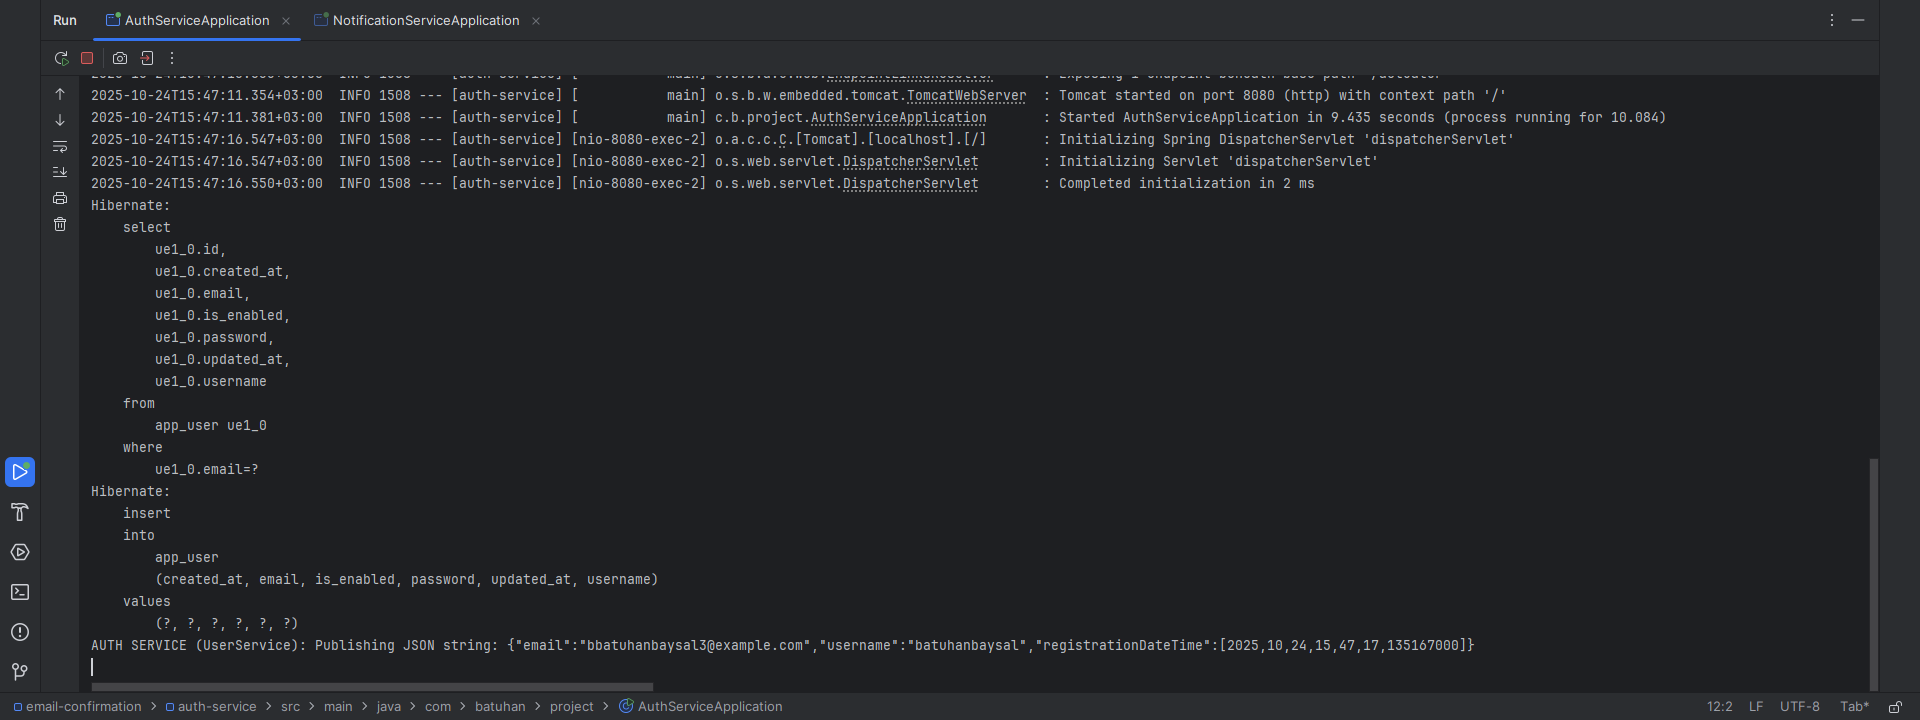 Run AuthServiceApplication NotificationServiceApplication
2025-10-24T15:47:11.354+03:00  INFO 1508 --- [auth-service] [           main] o.s.b.w.embedded.tomcat.TomcatWebServer  : Tomcat started on port 8080 (http) with context path '/'
2025-10-24T15:47:11.381+03:00  INFO 1508 --- [auth-service] [           main] c.b.project.AuthServiceApplication       : Started AuthServiceApplication in 9.435 seconds (process running for 10.084)
2025-10-24T15:47:16.547+03:00  INFO 1508 --- [auth-service] [nio-8080-exec-2] o.a.c.c.C.[Tomcat].[localhost].[/]       : Initializing Spring DispatcherServlet 'dispatcherServlet'
2025-10-24T15:47:16.547+03:00  INFO 1508 --- [auth-service] [nio-8080-exec-2] o.s.web.servlet.DispatcherServlet        : Initializing Servlet 'dispatcherServlet'
2025-10-24T15:47:16.550+03:00  INFO 1508 --- [auth-service] [nio-8080-exec-2] o.s.web.servlet.DispatcherServlet        : Completed initialization in 2 ms
Hibernate:
    select
        ue1_0.id,
        ue1_0.created_at,
        ue1_0.email,
        ue1_0.is_enabled,
        ue1_0.password,
        ue1_0.updated_at,
        ue1_0.username
    from
        app_user ue1_0
    where
        ue1_0.email=?
Hibernate:
    insert
    into
        app_user
        (created_at, email, is_enabled, password, updated_at, username)
    values
        (?, ?, ?, ?, ?, ?)
AUTH SERVICE (UserService): Publishing JSON string: {"email":"bbatuhanbaysal3@example.com","username":"batuhanbaysal","registrationDateTime":[2025,10,24,15,47,17,135167000]}
email-confirmation > auth-service > src > main > java > com > batuhan > project > AuthServiceApplication 12:2 LF UTF-8 Tab*